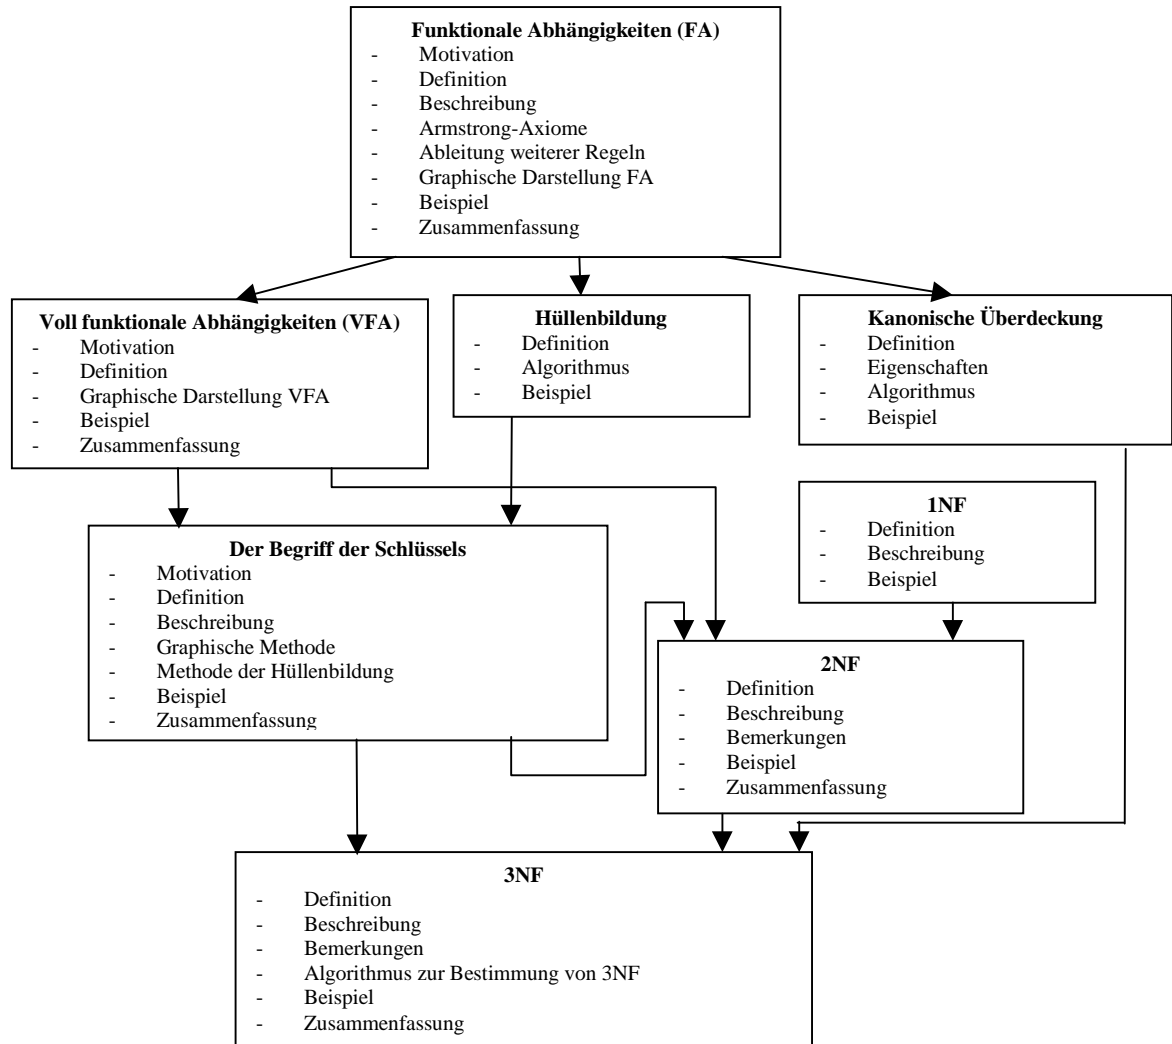 Funktionale Abhängigkeiten (FA)
- Motivation
- Definition
- Beschreibung
- Armstrong-Axiome
- Ableitung weiterer Regeln
- Graphische Darstellung FA
- Beispiel
- Zusammenfassung
Voll funktionale Abhängigkeiten (VFA)
- Motivation
- Definition
- Graphische Darstellung VFA
- Beispiel
- Zusammenfassung
Hüllenbildung
- Definition
- Algorithmus
- Beispiel
Kanonische Überdeckung
- Definition
- Eigenschaften
- Algorithmus
- Beispiel
1NF
- Definition
- Beschreibung
- Beispiel
Der Begriff der Schlüssels
- Motivation
- Definition
- Beschreibung
- Graphische Methode
- Methode der Hüllenbildung
- Beispiel
- Zusammenfassung
2NF
- Definition
- Beschreibung
- Bemerkungen
- Beispiel
- Zusammenfassung
3NF
- Definition
- Beschreibung
- Bemerkungen
- Algorithmus zur Bestimmung von 3NF
- Beispiel
- Zusammenfassung